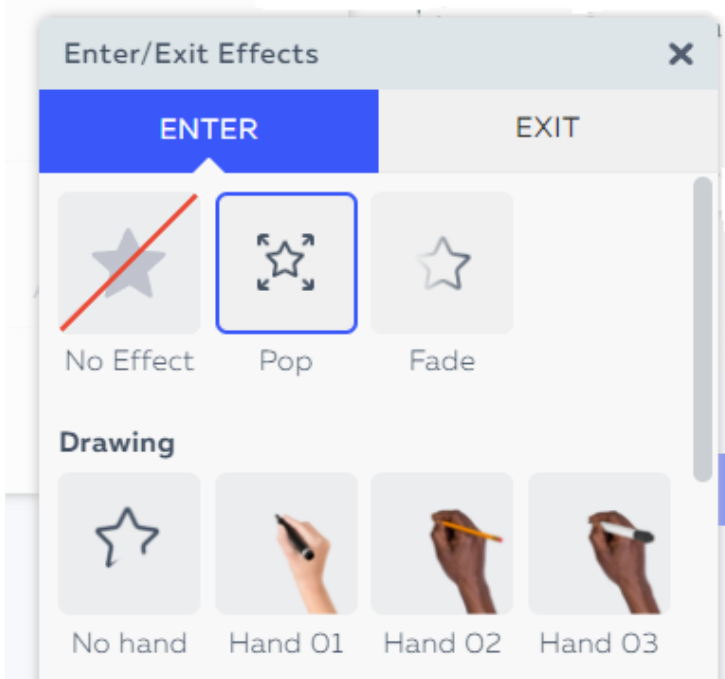 Enter/Exit Effects
ENTER EXIT
No Effect Pop Fade
Drawing
No hand Hand 01 Hand 02 Hand 03